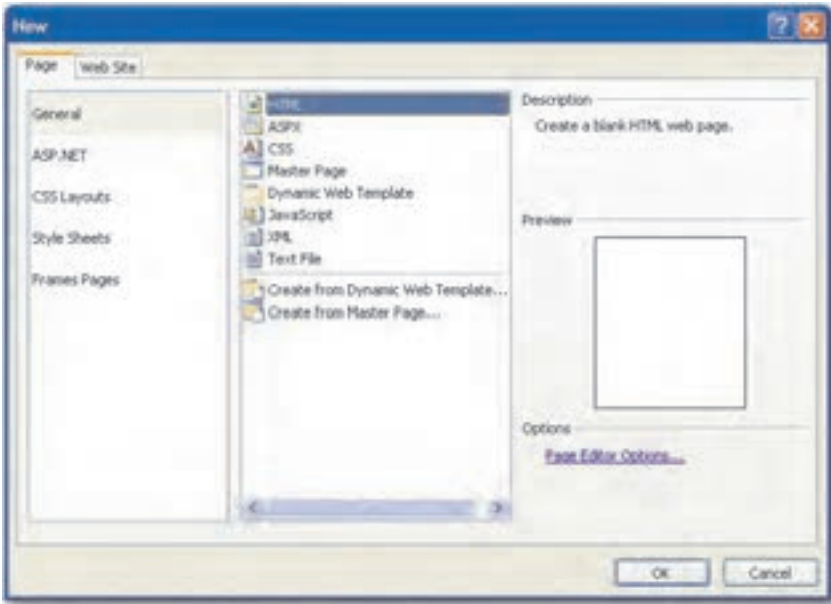 New
Page
Web Site
General
ASP.NET
CSS Layouts
Style Sheets
Frames Pages
HTML
ASPX
CSS
Master Page
Dynamic Web Template
JavaScript
XML
Text File
Create from Dynamic Web Template...
Create from Master Page...
Description
Create a blank HTML web page.
Preview
Options
Page Editor Options...
OK
Cancel